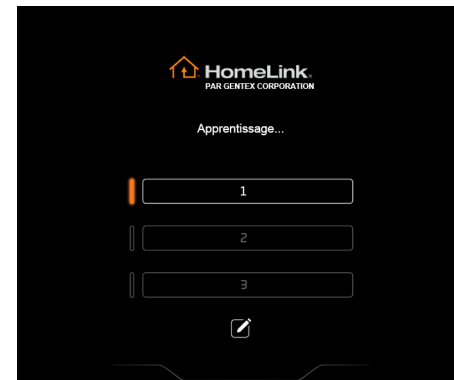 HomeLink.
PAR GENTEX CORPORATION
Apprentissage...
1
2
3